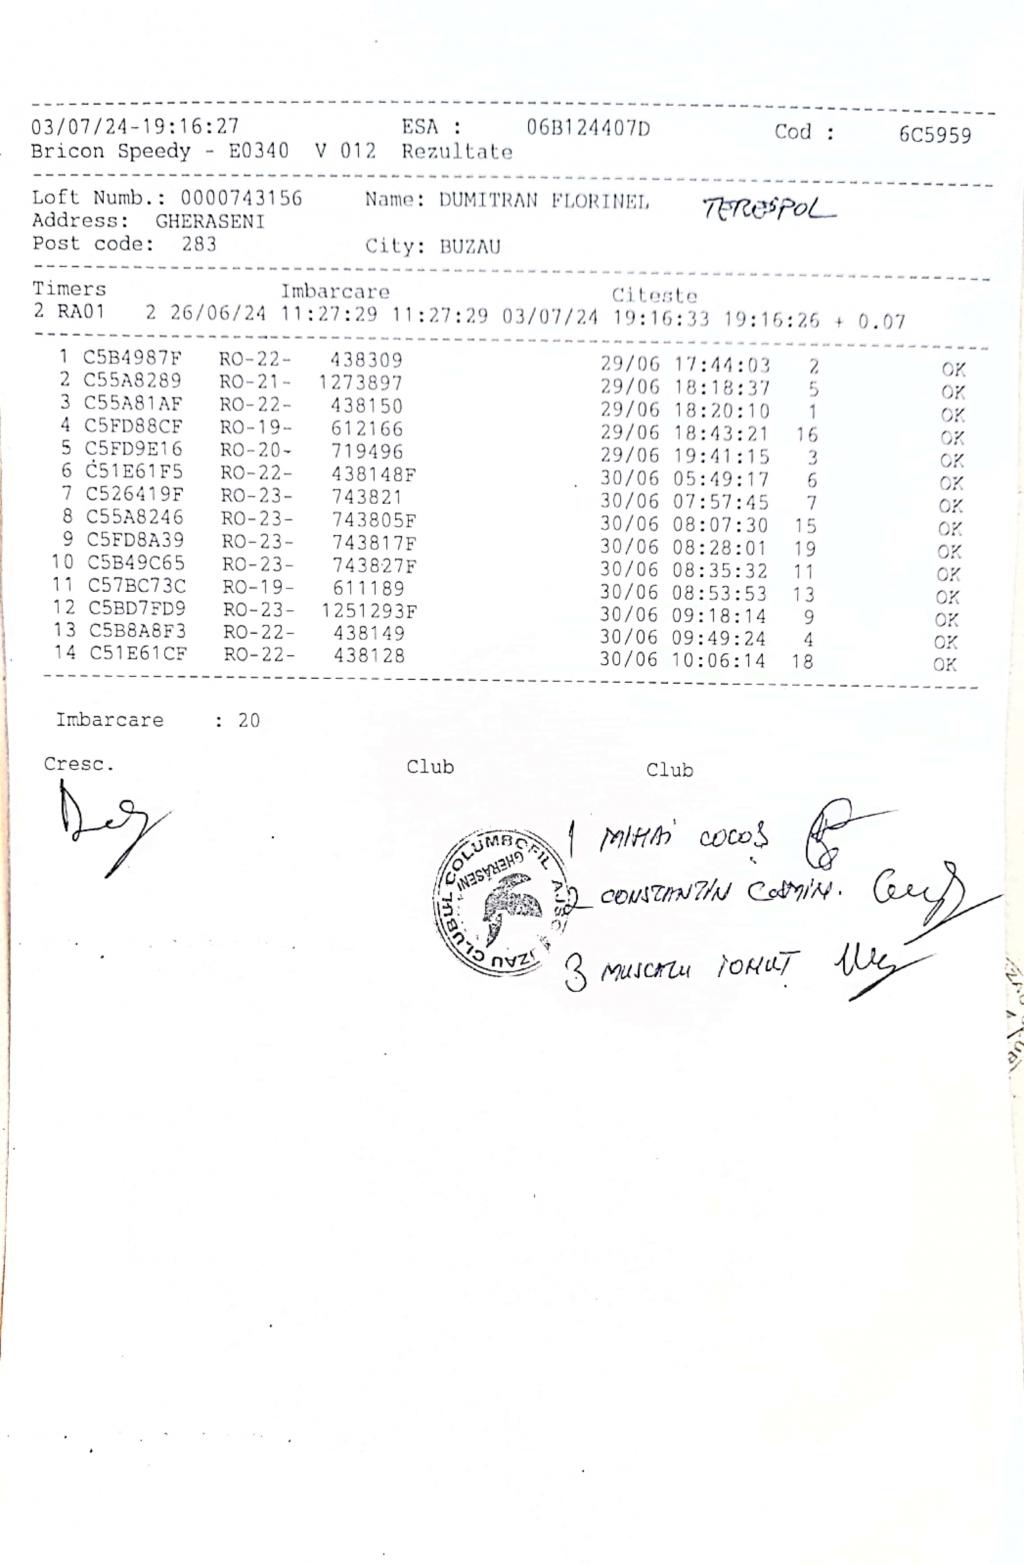 03/07/24-19:16:27 ESA : 06B124407D Cod : 6C5959
Bricon Speedy - E0340 V 012 Rezultate
Loft Numb.: 0000743156 Name: DUMITRAN FLORINEL TERESPOL
Address: GHERASENI
Post code: 283 City: BUZAU
Timers Imbarcare Citeste
2 RA01 2 26/06/24 11:27:29 11:27:29 03/07/24 19:16:33 19:16:26 + 0.07
1 C5B4987F RO-22- 438309 29/06 17:44:03 2 OK
2 C55A8289 RO-21- 1273897 29/06 18:18:37 5 OK
3 C55A81AF RO-22- 438150 29/06 18:20:10 1 OK
4 C5FD88CF RO-19- 612166 29/06 18:43:21 16 OK
5 C5FD9E16 RO-20- 719496 29/06 19:41:15 3 OK
6 C51E61F5 RO-22- 438148F 30/06 05:49:17 6 OK
7 C526419F RO-23- 743821 30/06 07:57:45 7 OK
8 C55A8246 RO-23- 743805F 30/06 08:07:30 15 OK
9 C5FD8A39 RO-23- 743817F 30/06 08:28:01 19 OK
10 C5B49C65 RO-23- 743827F 30/06 08:35:32 11 OK
11 C57BC73C RO-19- 611189 30/06 08:53:53 13 OK
12 C5BD7FD9 RO-23- 1251293F 30/06 09:18:14 9 OK
13 C5B8A8F3 RO-22- 438149 30/06 09:49:24 4 OK
14 C51E61CF RO-22- 438128 30/06 10:06:14 18 OK
Imbarcare : 20
Cresc. Club Club
1 MIHAI COCOȘ
2 CONSTANTIN COSMIN.
3 MUSCALU IONUȚ
CLUBUL COLUMBOFIL AJSC
GHERĂSENI